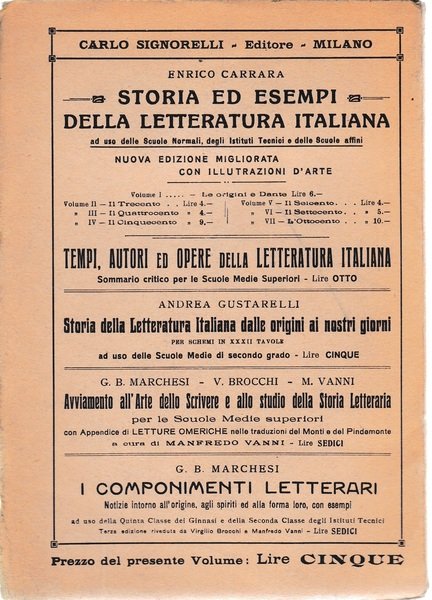 CARLO SIGNORELLI - Editore - MILANO
ENRICO CARRARA
STORIA ED ESEMPI
DELLA LETTERATURA ITALIANA
ad uso delle Scuole Normali, degli Istituti Tecnici e delle Scuole affini
NUOVA EDIZIONE MIGLIORATA
CON ILLUTRAZIONI D'ARTE
Volume I ..... - Le origini e Dante Lire 6.-
Volume II - Il Trecento . . Lire 4.- Volume V - Il Seicento. . Lire 4.-
" III - Il Quattrocento " 4.- " VI - Il Settecento . " 5.-
" IV - Il Cinquecento " 9.- " VII - L'Ottocento . . " 10.-
TEMPI, AUTORI ED OPERE DELLA LETTERATURA ITALIANA
Sommario critico per le Scuole Medie Superiori - Lire OTTO
ANDREA GUSTARELLI
Storia della Letteratura Italiana dalle origini ai nostri giorni
PER SCHEMI IN XXXII TAVOLE
ad uso delle Scuole Medie di secondo grado - Lire CINQUE
G. B. MARCHESI - V. BROCCHI - M. VANNI
Avviamento all'Arte dello Scrivere e allo studio della Storia Letteraria
per le Scuole Medie superiori
con Appendice di LETTURE OMERICHE nelle traduzioni del Monti e del Pindemonte
a cura di MANFREDO VANNI - Lire SEDICI
G. B. MARCHESI
I COMPONIMENTI LETTERARI
Notizie intorno all'origine, agli spiriti ed alla forma loro, con esempi
ad uso della Quinta Classe dei Ginnasi e della Seconda Classe degli Istituti Tecnici
Terza edizione riveduta da Virgilio Brocchi e Manfredo Vanni - Lire SEDICI
Prezzo del presente Volume: Lire CINQUE